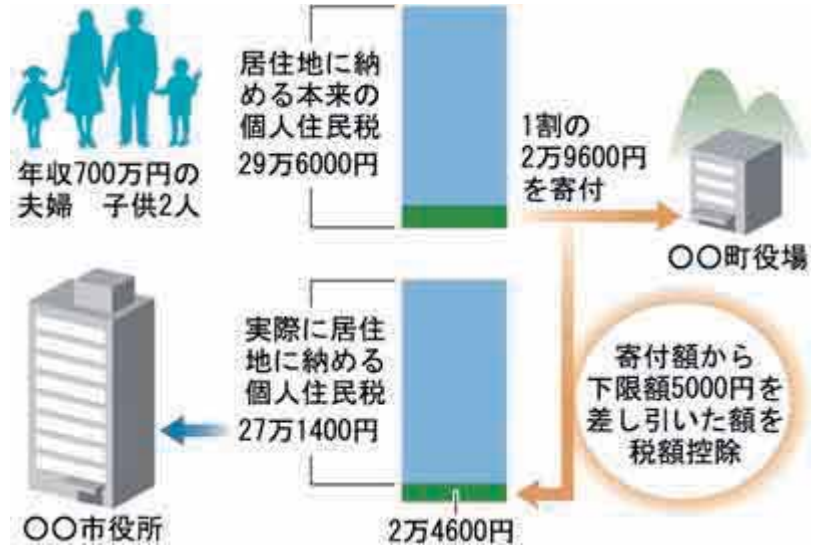 年収700万円の
夫婦　子供2人
居住地に納
める本来の
個人住民税
29万6000円
1割の
2万9600円
を寄付
〇〇町役場
実際に居住
地に納める
個人住民税
27万1400円
〇〇市役所
2万4600円
寄付額から
下限額5000円を
差し引いた額を
税額控除